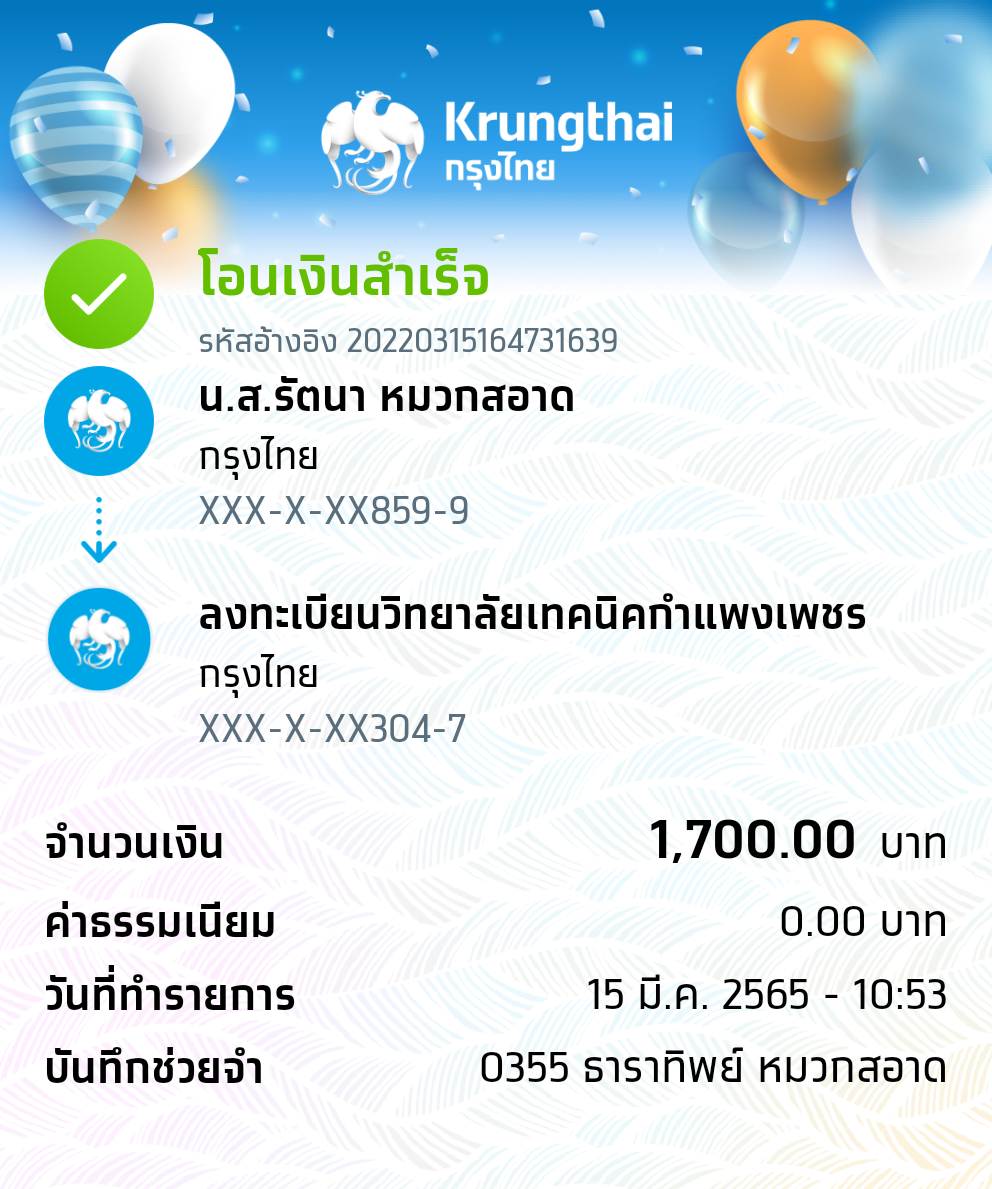 Krungthai
กรุงไทย
โอนเงินสำเร็จ
รหัสอ้างอิง 20220315164731639
น.ส.รัตนา หมวกสอาด
กรุงไทย
XXX-X-XX859-9
ลงทะเบียนวิทยาลัยเทคนิคกำแพงเพชร
กรุงไทย
XXX-X-XX304-7
จำนวนเงิน 1,700.00 บาท
ค่าธรรมเนียม 0.00 บาท
วันที่ทำรายการ 15 มี.ค. 2565 - 10:53
บันทึกช่วยจำ 0355 ธาราทิพย์ หมวกสอาด